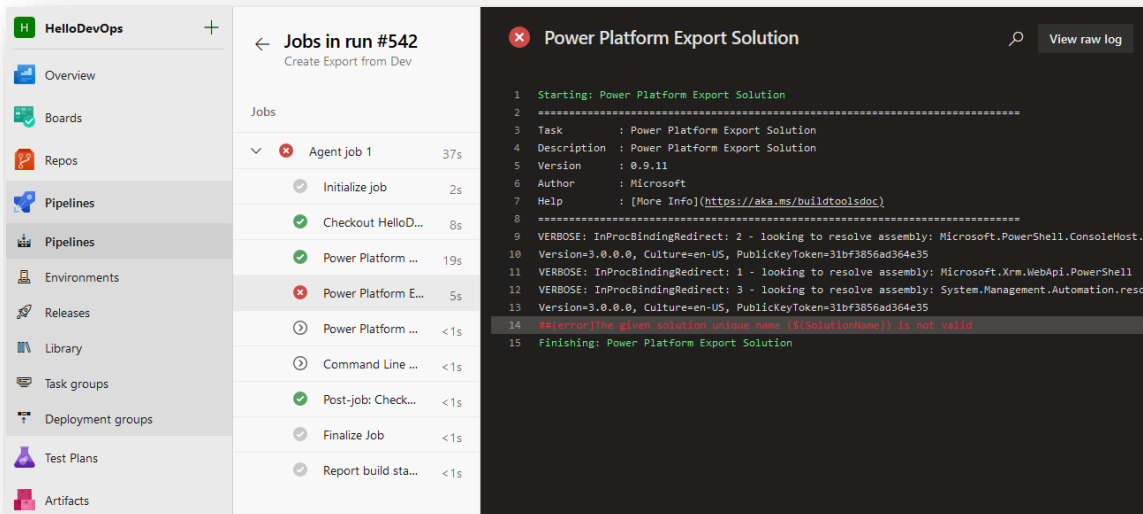 H HelloDevOps +
Overview
Boards
Repos
Pipelines
Pipelines
Environments
Releases
Library
Task groups
Deployment groups
Test Plans
Artifacts
Jobs in run #542
Create Export from Dev
Jobs
Agent job 1 37s
Initialize job 2s
Checkout HelloD... 8s
Power Platform ... 19s
Power Platform E... 5s
Power Platform ... <1s
Command Line ... <1s
Post-job: Check... <1s
Finalize Job <1s
Report build sta... <1s
Power Platform Export Solution
View raw log
1 Starting: Power Platform Export Solution
2 ==============================================================================
3 Task : Power Platform Export Solution
4 Description : Power Platform Export Solution
5 Version : 0.9.11
6 Author : Microsoft
7 Help : [More Info](https://aka.ms/buildtoolsdoc)
8 ==============================================================================
9 VERBOSE: InProcBindingRedirect: 2 - looking to resolve assembly: Microsoft.PowerShell.ConsoleHost.
10 Version=3.0.0.0, Culture=en-US, PublicKeyToken=31bf3856ad364e35
11 VERBOSE: InProcBindingRedirect: 1 - looking to resolve assembly: Microsoft.Xrm.WebApi.PowerShell
12 VERBOSE: InProcBindingRedirect: 3 - looking to resolve assembly: System.Management.Automation.reso
13 Version=3.0.0.0, Culture=en-US, PublicKeyToken=31bf3856ad364e35
14 ##[error]The given solution unique name ($(SolutionName)) is not valid
15 Finishing: Power Platform Export Solution